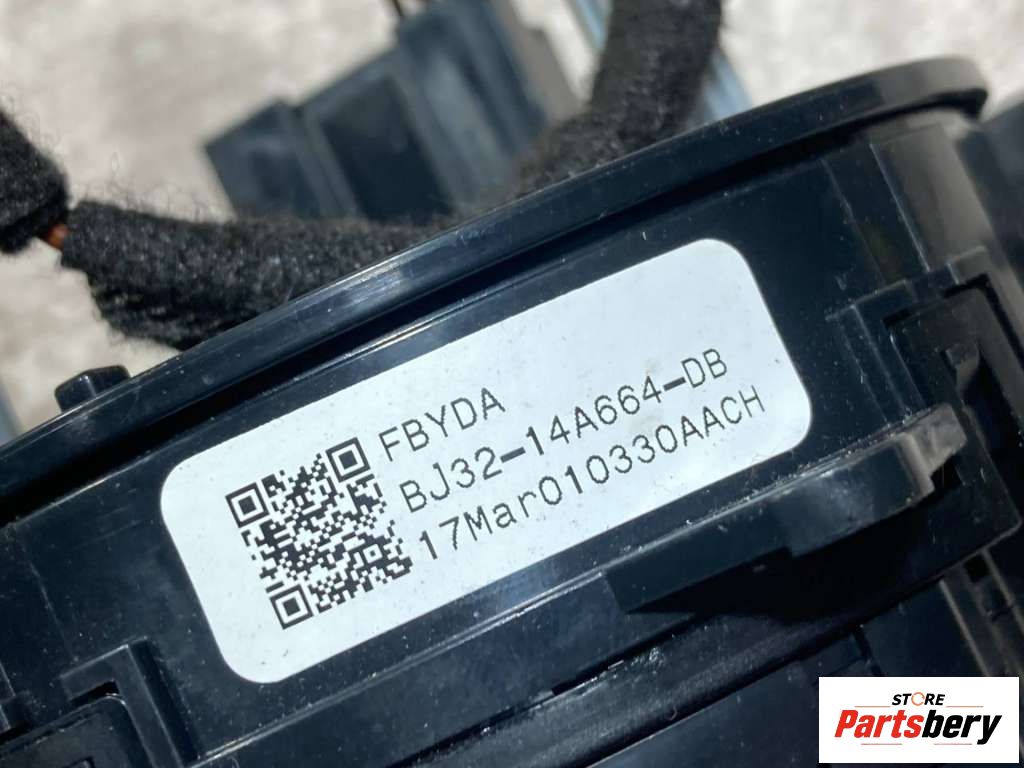 FBYDA
BJ32-14A664-DB
17Mar010330AACH
STORE
Partsbery